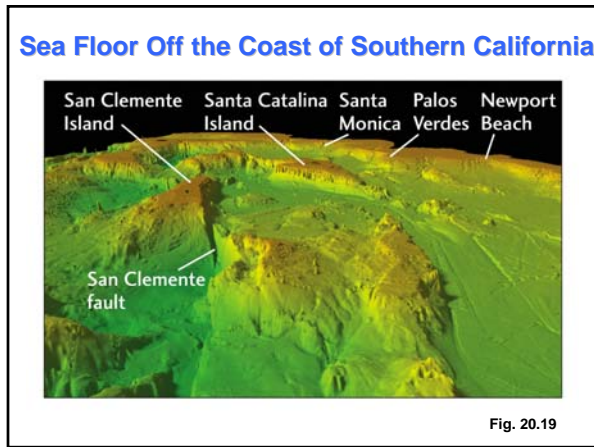 Sea Floor Off the Coast of Southern California
San Clemente
Island
Santa Catalina
Island
Santa
Monica
Palos
Verdes
Newport
Beach
San Clemente
fault
Fig. 20.19